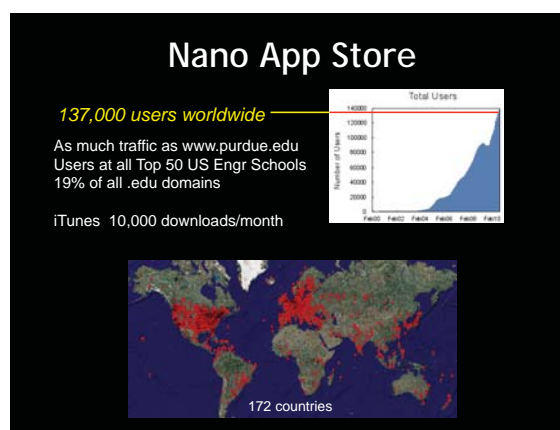 Nano App Store
137,000 users worldwide
As much traffic as www.purdue.edu
Users at all Top 50 US Engr Schools
19% of all .edu domains
iTunes 10,000 downloads/month
Total Users
Number of Users
140000
120000
100000
80000
60000
40000
20000
0
Feb00 Feb02 Feb04 Feb06 Feb08 Feb10
172 countries